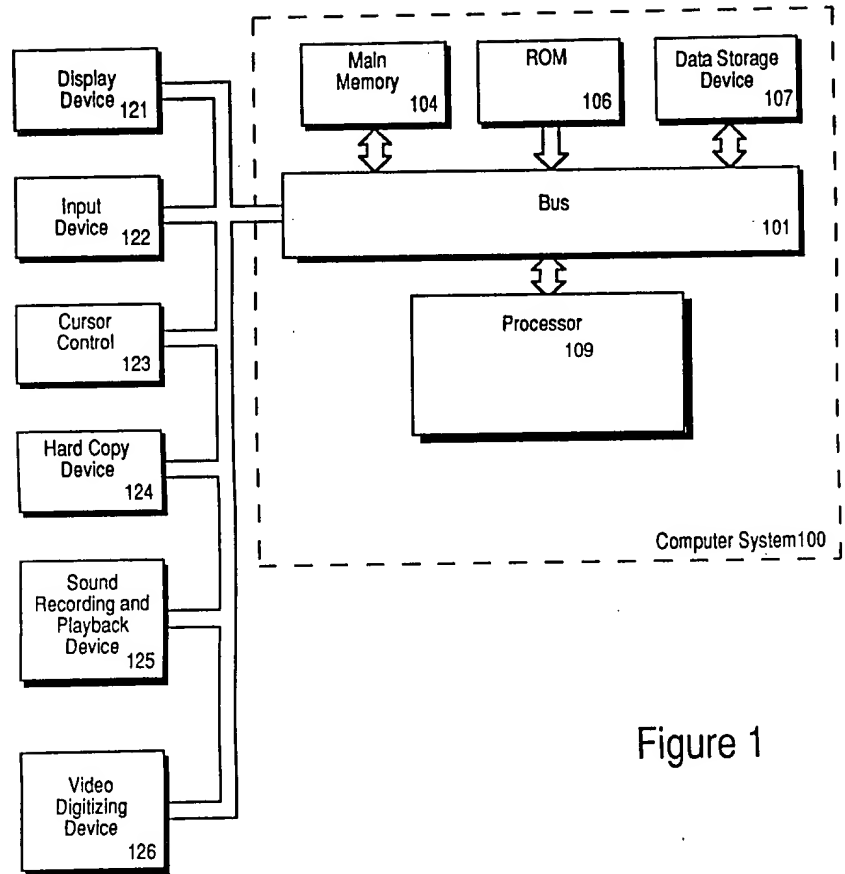 Display
Device
121
Input
Device
122
Cursor
Control
123
Hard Copy
Device
124
Sound
Recording and
Playback
Device
125
Video
Digitizing
Device
126
Main
Memory
104
ROM
106
Data Storage
Device
107
Bus
101
Processor
109
Computer System100
Figure 1